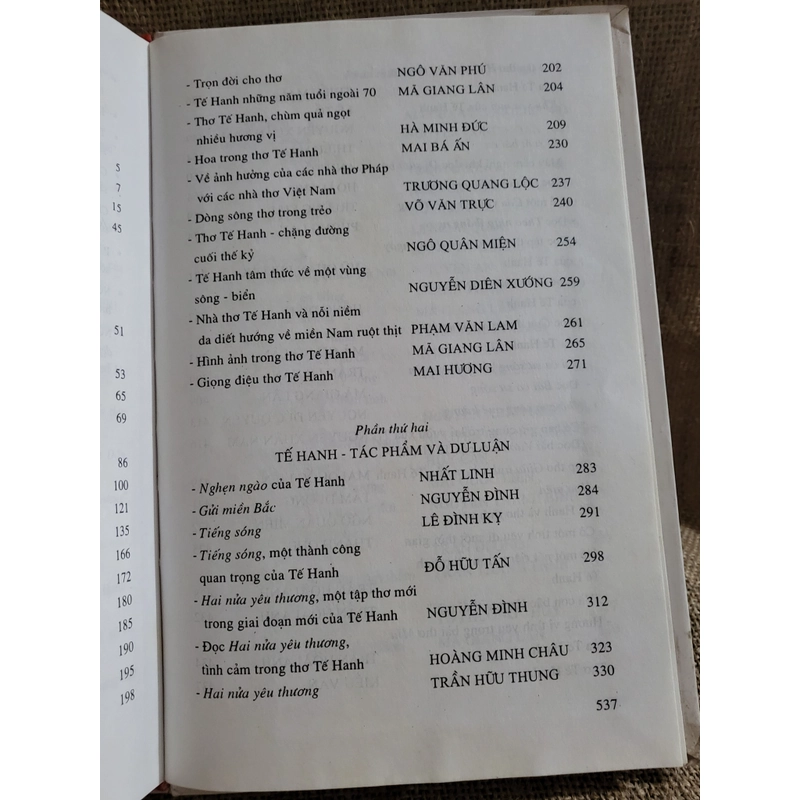 5
7
15
45
51
53
65
69
86
100
121
135
166
172
180
185
190
195
198
- Trọn đời cho thơ NGÔ VĂN PHÚ 202
- Tế Hanh những năm tuổi ngoài 70 MÃ GIANG LÂN 204
- Thơ Tế Hanh, chùm quả ngọt
nhiều hương vị HÀ MINH ĐỨC 209
- Hoa trong thơ Tế Hanh MAI BÁ ẤN 230
- Về ảnh hưởng của các nhà thơ Pháp
với các nhà thơ Việt Nam TRƯƠNG QUANG LỘC 237
- Dòng sông thơ trong trẻo VÕ VĂN TRỰC 240
- Thơ Tế Hanh - chặng đường
cuối thế kỷ NGÔ QUÂN MIỆN 254
- Tế Hanh tâm thức về một vùng
sông - biển NGUYỄN DIÊN XƯỚNG 259
- Nhà thơ Tế Hanh và nỗi niềm
da diết hướng về miền Nam ruột thịt PHẠM VĂN LAM 261
- Hình ảnh trong thơ Tế Hanh MÃ GIANG LÂN 265
- Giọng điệu thơ Tế Hanh MAI HƯƠNG 271
Phần thứ hai
TẾ HANH - TÁC PHẨM VÀ DƯ LUẬN
- Nghẹn ngào của Tế Hanh NHẤT LINH 283
- Gửi miền Bắc NGUYỄN ĐÌNH 284
- Tiếng sóng LÊ ĐÌNH KỴ 291
- Tiếng sóng, một thành công
quan trọng của Tế Hanh ĐỖ HỮU TẤN 298
- Hai nửa yêu thương, một tập thơ mới
trong giai đoạn mới của Tế Hanh NGUYỄN ĐÌNH 312
- Đọc Hai nửa yêu thương,
tình cảm trong thơ Tế Hanh HOÀNG MINH CHÂU 323
- Hai nửa yêu thương TRẦN HỮU THUNG 330
537